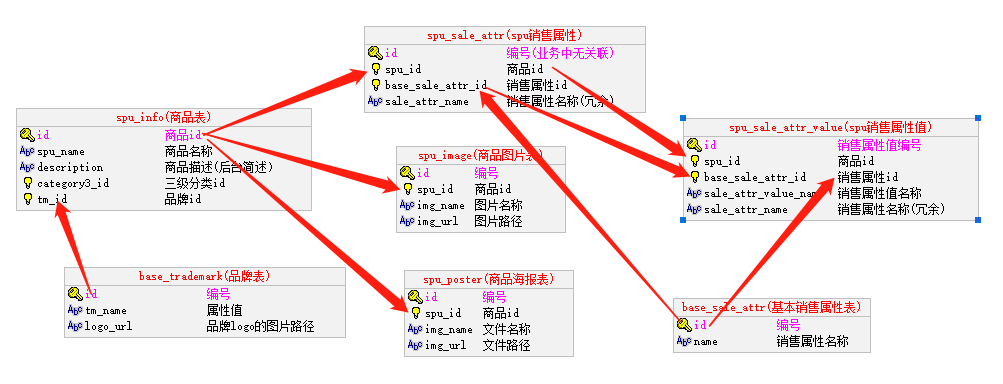 spu_sale_attr(spu销售属性)
id 编号(业务中无关联)
spu_id 商品id
base_sale_attr_id 销售属性id
sale_attr_name 销售属性名称(冗余)
spu_info(商品表)
id 商品id
spu_name 商品名称
description 商品描述(后台简述)
category3_id 三级分类id
tm_id 品牌id
spu_image(商品图片表)
id 编号
spu_id 商品id
img_name 图片名称
img_url 图片路径
spu_sale_attr_value(spu销售属性值)
id 销售属性值编号
spu_id 商品id
base_sale_attr_id 销售属性id
sale_attr_value_name 销售属性值名称
sale_attr_name 销售属性名称(冗余)
base_trademark(品牌表)
id 编号
tm_name 属性值
logo_url 品牌logo的图片路径
spu_poster(商品海报表)
id 编号
spu_id 商品id
img_name 文件名称
img_url 文件路径
base_sale_attr(基本销售属性表)
id 编号
name 销售属性名称